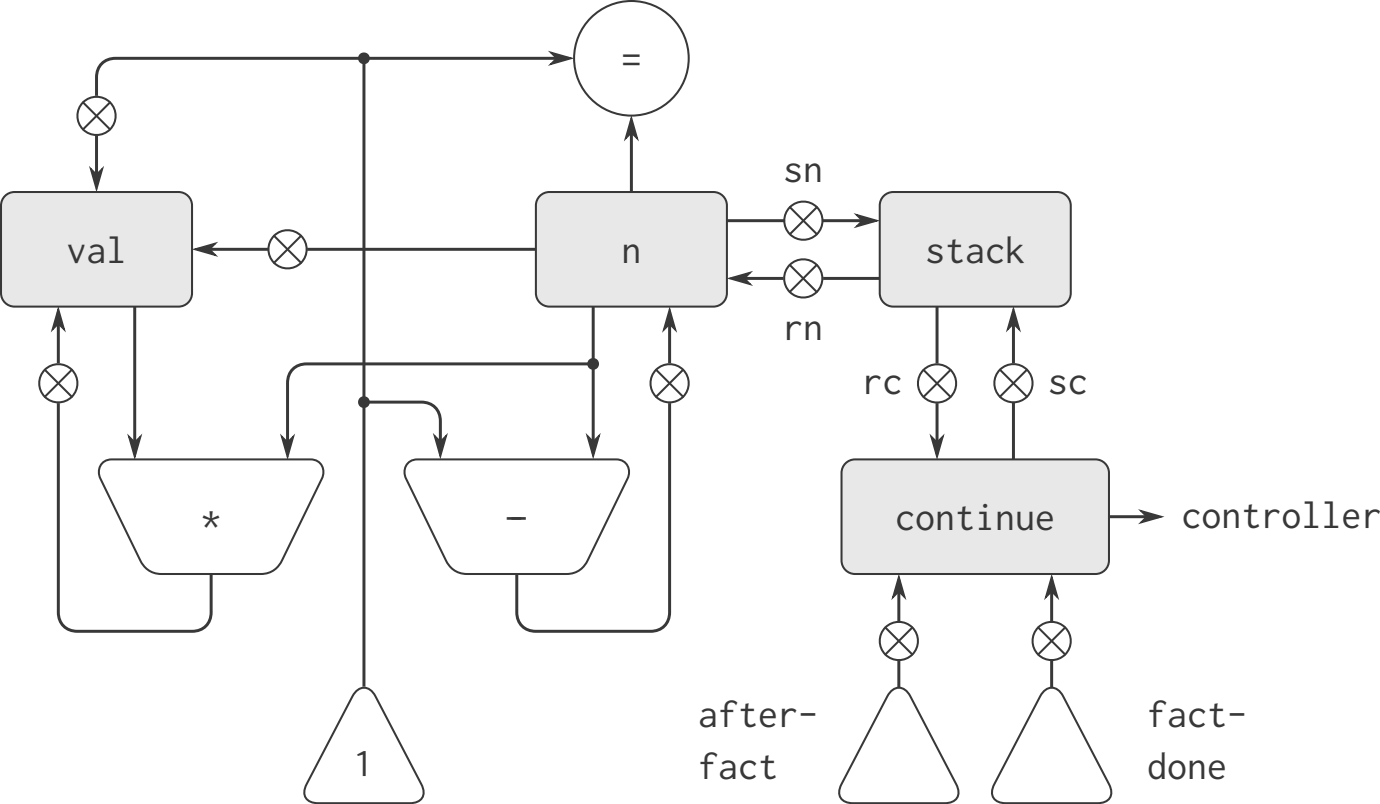 =
sn
val
n
stack
rn
rc
sc
*
−
continue
controller
after-
fact
fact-
done
1